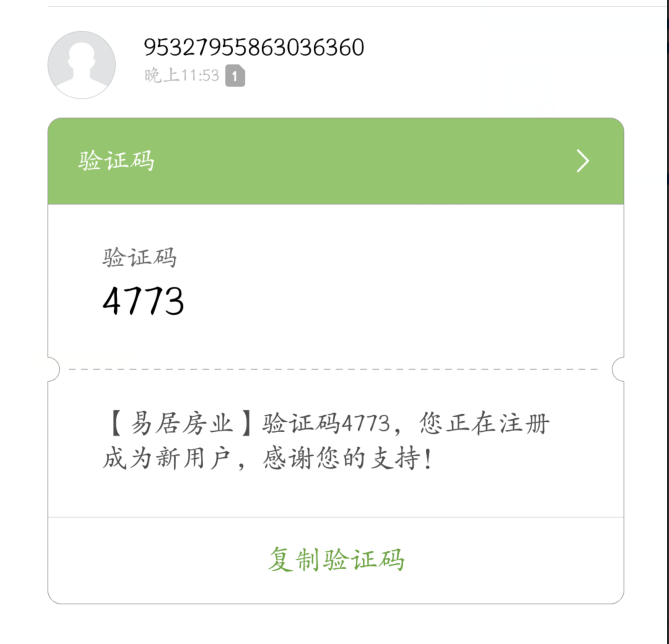 95327955863036360
晚上11:53 1
验证码
验证码
4773
【易居房业】验证码4773，您正在注册
成为新用户，感谢您的支持！
复制验证码